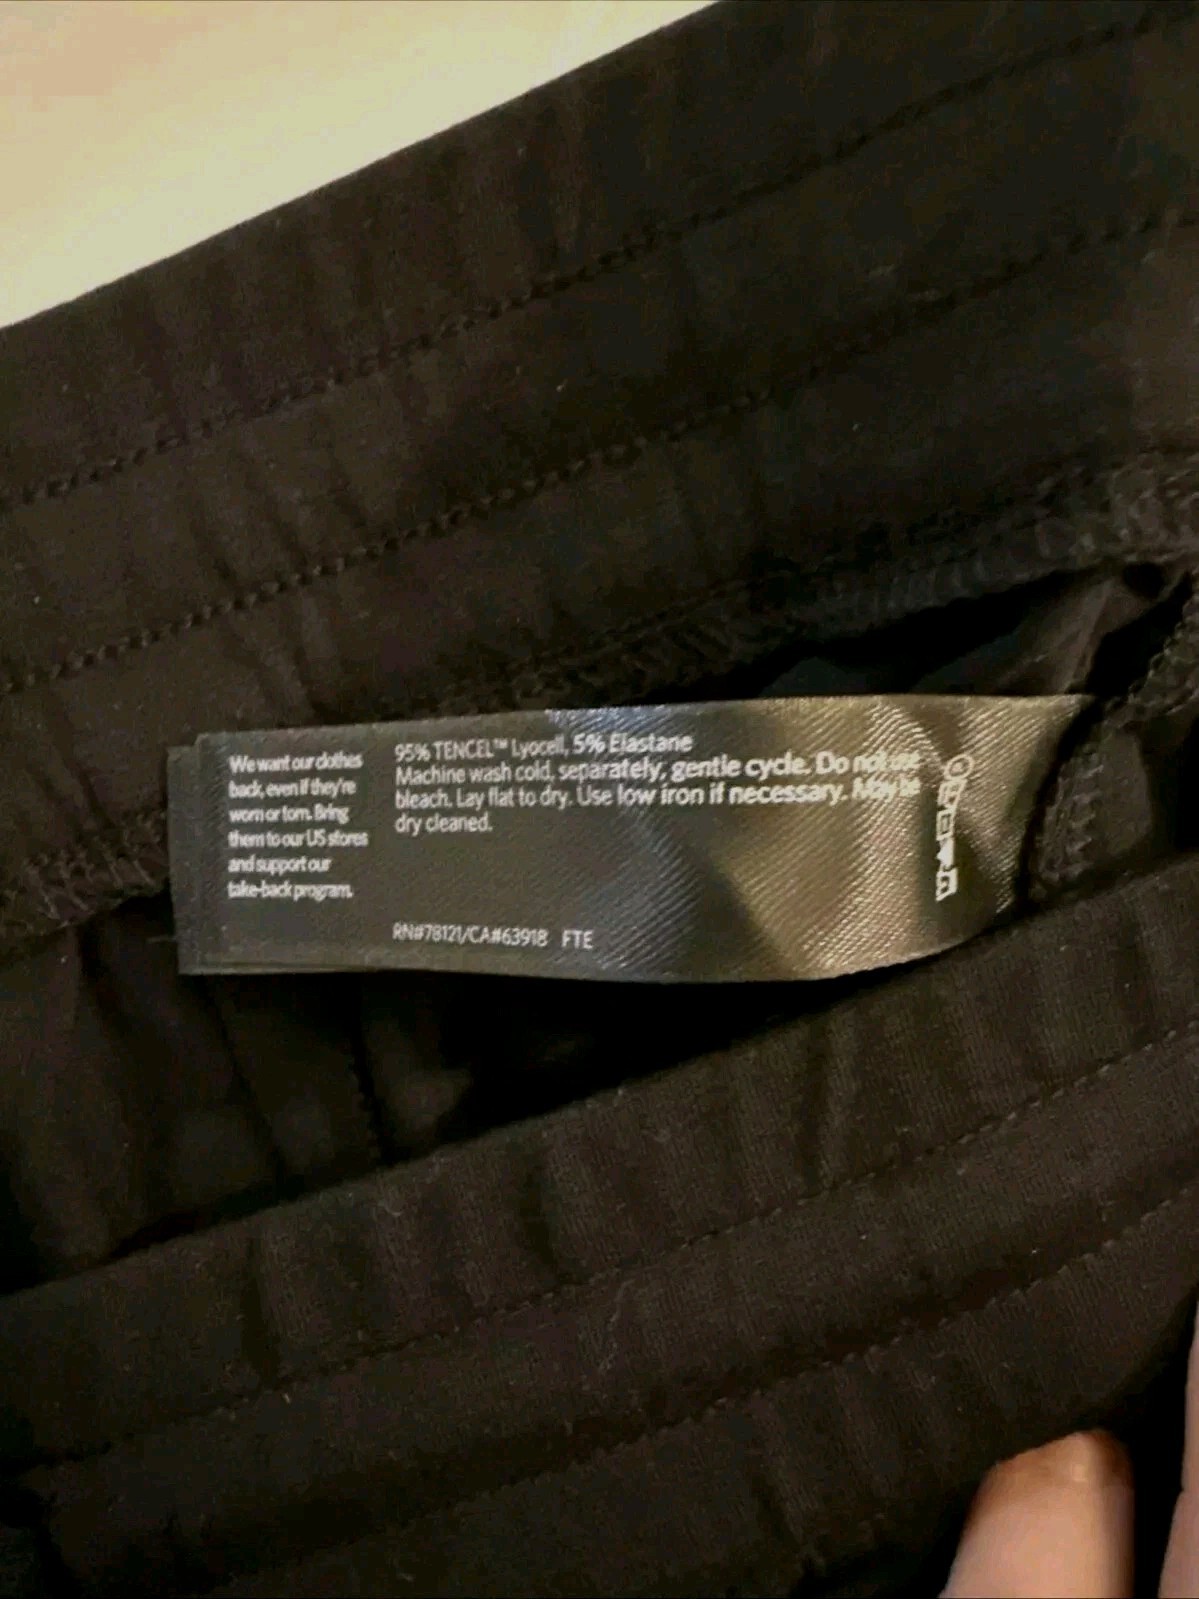 We want our clothes
back, even if they're
worn or torn. Bring
them to our US stores
and support our
take-back program.
95% TENCEL™ Lyocell, 5% Elastane
Machine wash cold, separately, gentle cycle. Do not use
bleach. Lay flat to dry. Use low iron if necessary. May be
dry cleaned.
RN#78121/CA#63918 FTE